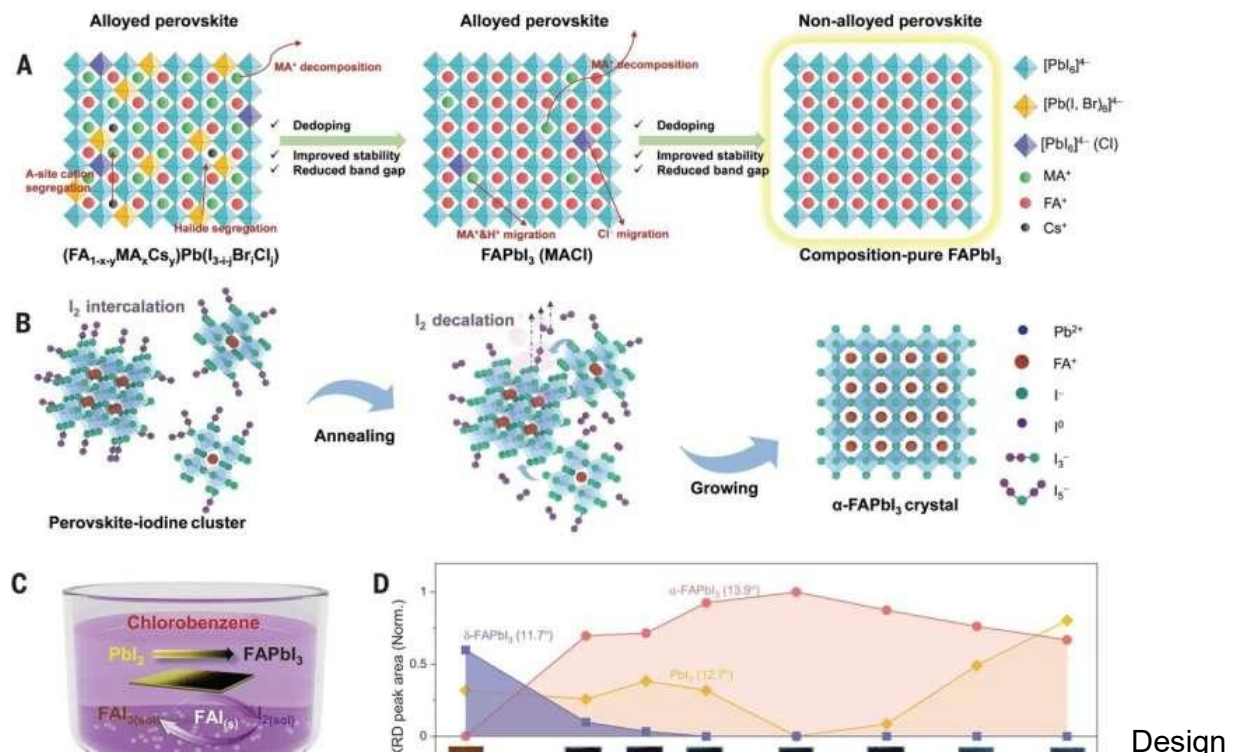 Alloyed perovskite
Alloyed perovskite
Non-alloyed perovskite
A
MA⁺ decomposition
MA⁺ decomposition
[PbI₆]⁴⁻
[Pb(I, Br)₆]⁴⁻
[PbI₆]⁴⁻ (Cl)
MA⁺
FA⁺
Cs⁺
✓ Dedoping
✓ Improved stability
✓ Reduced band gap
✓ Dedoping
✓ Improved stability
✓ Reduced band gap
A-site cation
segregation
Halide segregation
MA⁺&H⁺ migration
Cl⁻ migration
(FA₁₋ₓ₋ᵧMAₓCsᵧ)Pb(I₃₋ᵢ₋ⱼBrᵢClⱼ)
FAPbI₃ (MACl)
Composition-pure FAPbI₃
B
I₂ intercalation
I₂ decalation
Annealing
Growing
Perovskite-iodine cluster
α-FAPbI₃ crystal
Pb²⁺
FA⁺
I⁻
I⁰
I₃⁻
I₅⁻
C
Chlorobenzene
PbI₂
FAPbI₃
FAI₃(sol)
FAI(s)
I₂(sol)
D
XRD peak area (Norm.)
1
0.5
0
α-FAPbI₃ (13.9°)
δ-FAPbI₃ (11.7°)
PbI₂ (12.7°)
Design